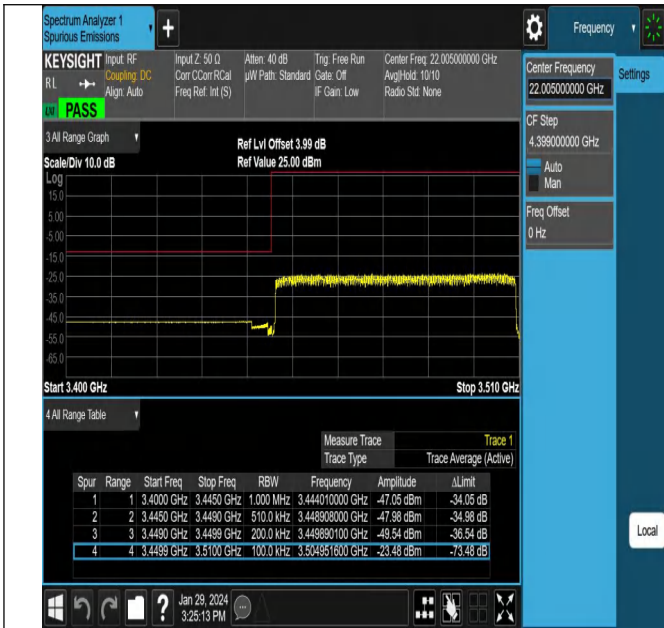 Spectrum Analyzer 1
Spurious Emissions
Frequency
KEYSIGHT
Input: RF
Input Z: 50 Ω
Atten: 40 dB
Trig: Free Run
Center Freq: 22.005000000 GHz
RL
Coupling: DC
Corr CCorr RCal
µW Path: Standard
Gate: Off
Avg|Hold: 10/10
Align: Auto
Freq Ref: Int (S)
IF Gain: Low
Radio Std: None
PASS
Center Frequency
22.005000000 GHz
Settings
CF Step
4.399000000 GHz
Auto
Man
Freq Offset
0 Hz
3 All Range Graph
Ref Lvl Offset 3.99 dB
Scale/Div 10.0 dB
Ref Value 25.00 dBm
Log
15.0
5.00
-5.00
-15.0
-25.0
-35.0
-45.0
-55.0
-65.0
Start 3.400 GHz
Stop 3.510 GHz
4 All Range Table
Measure Trace Trace 1
Trace Type Trace Average (Active)
Spur Range Start Freq Stop Freq RBW Frequency Amplitude ΔLimit
1 1 3.4000 GHz 3.4450 GHz 1.000 MHz 3.444010000 GHz -47.05 dBm -34.05 dB
2 2 3.4450 GHz 3.4490 GHz 510.0 kHz 3.448908000 GHz -47.98 dBm -34.98 dB
3 3 3.4490 GHz 3.4499 GHz 200.0 kHz 3.449890100 GHz -49.54 dBm -36.54 dB
4 4 3.4499 GHz 3.5100 GHz 100.0 kHz 3.504951600 GHz -23.48 dBm -73.48 dB
Local
Jan 29, 2024
3:25:13 PM